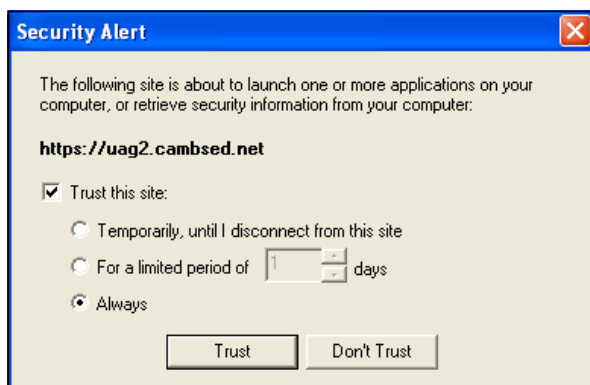 Security Alert
The following site is about to launch one or more applications on your
computer, or retrieve security information from your computer:
https://uag2.cambsed.net
Trust this site:
Temporarily, until I disconnect from this site
For a limited period of 1 days
Always
Trust Don't Trust